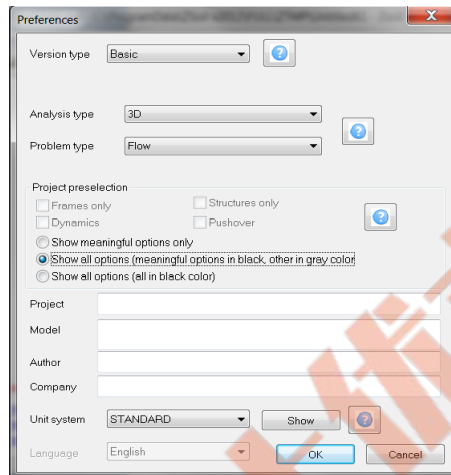 Preferences
Version type Basic
Analysis type 3D
Problem type Flow
Project preselection
Frames only Structures only
Dynamics Pushover
Show meaningful options only
Show all options (meaningful options in black, other in gray color
Show all options (all in black color)
Project
Model
Author
Company
Unit system STANDARD Show
Language English OK Cancel